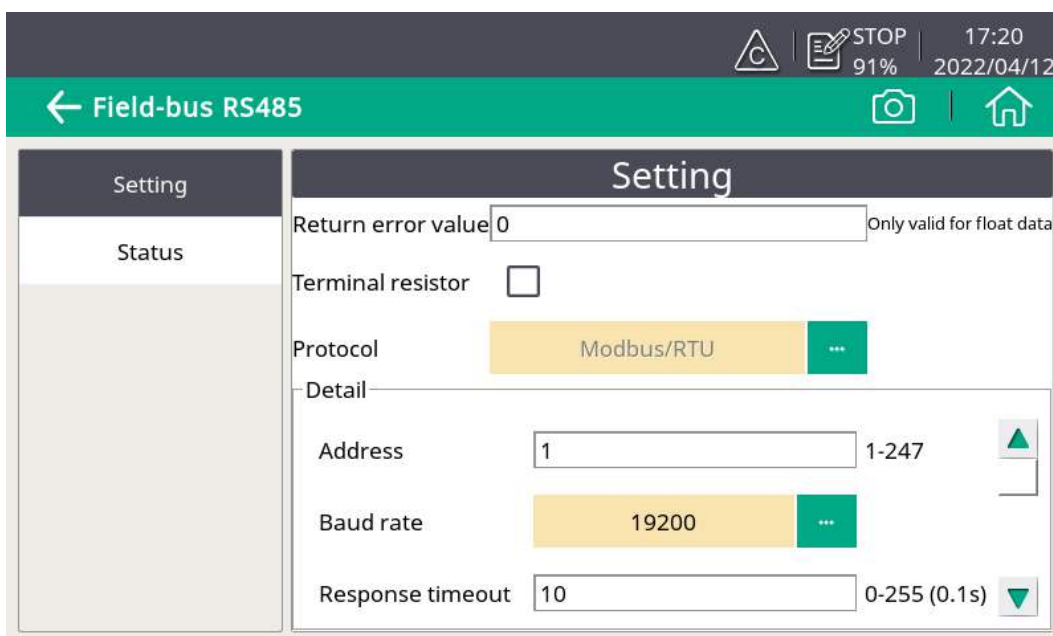 C
STOP
91%
17:20
2022/04/12
Field-bus RS485
Setting
Status
Setting
Return error value 0 Only valid for float data
Terminal resistor
Protocol Modbus/RTU ...
Detail
Address 1 1-247
Baud rate 19200 ...
Response timeout 10 0-255 (0.1s)